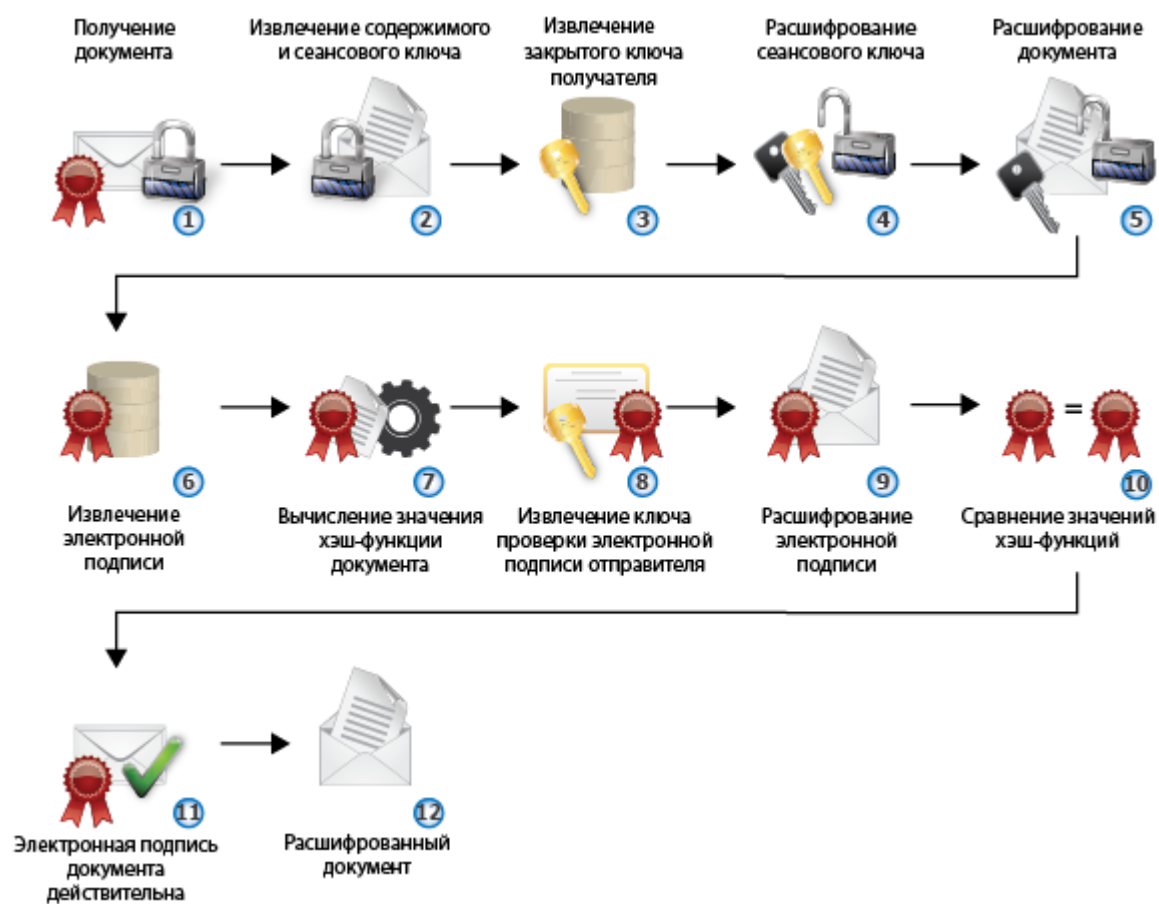 Получение
документа
1
Извлечение содержимого
и сеансового ключа
2
Извлечение
закрытого ключа
получателя
3
Расшифрование
сеансового ключа
4
Расшифрование
документа
5
6
Извлечение
электронной
подписи
7
Вычисление значения
хэш-функции
документа
8
Извлечение ключа
проверки электронной
подписи отправителя
9
Расшифрование
электронной
подписи
10
Сравнение значений
хэш-функций
11
Электронная подпись
документа
действительна
12
Расшифрованный
документ